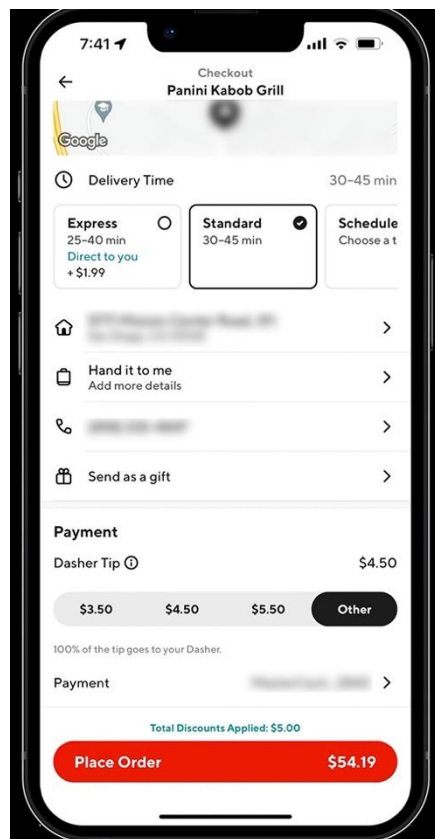 7:41
Checkout
Panini Kabob Grill
Google
Delivery Time 30–45 min
Express
25–40 min
Direct to you
+ $1.99
Standard
30–45 min
Schedule
Choose a t
Hand it to me
Add more details
Send as a gift
Payment
Dasher Tip $4.50
$3.50 $4.50 $5.50 Other
100% of the tip goes to your Dasher.
Payment
Total Discounts Applied: $5.00
Place Order $54.19